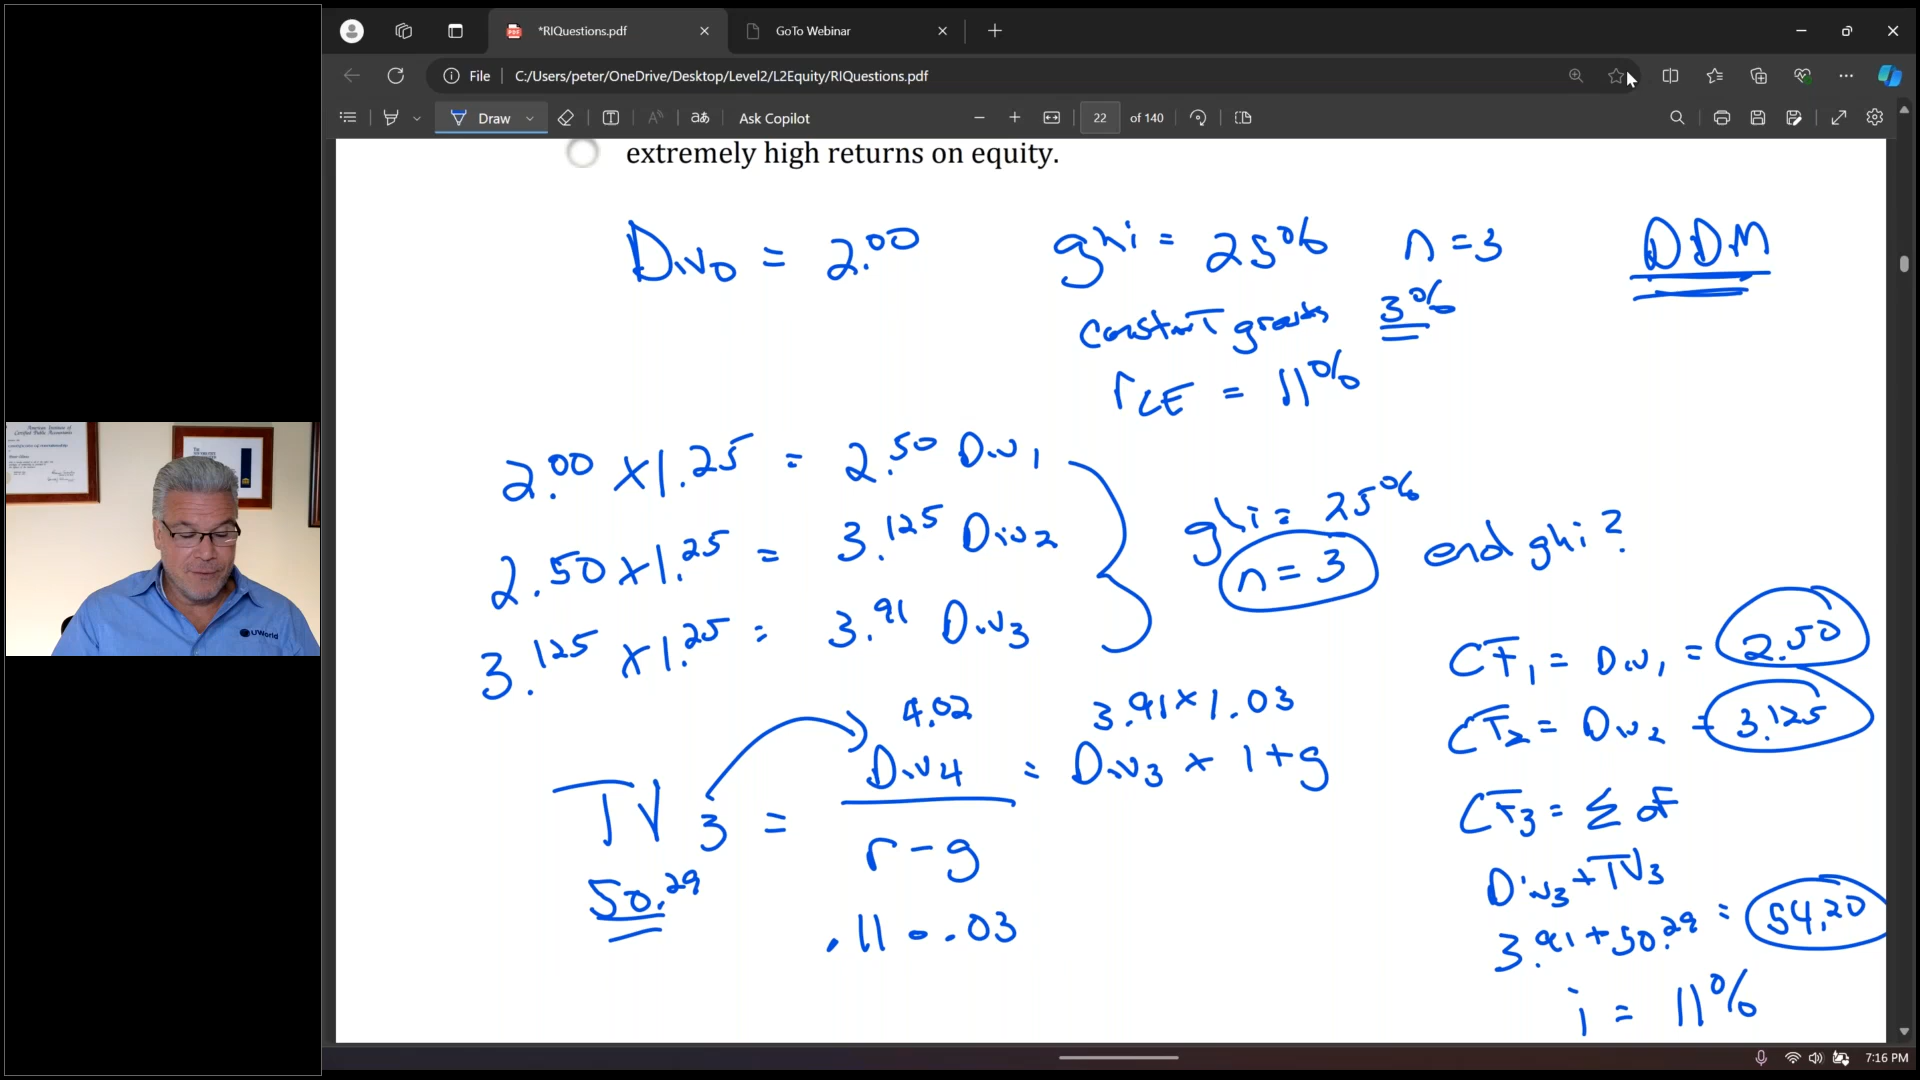 *RIQuestions.pdf
GoTo Webinar
File
C:/Users/peter/OneDrive/Desktop/Level2/L2Equity/RIQuestions.pdf
Draw
aあ
Ask Copilot
22
of 140
extremely high returns on equity.
Div0 = 2.00
ghi = 25%
n = 3
DDM
constant growth 3%
rCE = 11%
2.00 x 1.25 = 2.50 Div1
2.50 x 1.25 = 3.125 Div2
3.125 x 1.25 = 3.91 Div3
ghi = 25%
n = 3
end ghi?
CF1 = Div1 = 2.50
CF2 = Div2 = 3.125
CF3 = Σ of
Div3 + TV3
3.91 + 50.29 = 54.20
i = 11%
4.02
3.91 x 1.03
TV3 = Div4 = Div3 x 1+g
r - g
50.29
.11 - .03
UWorld
7:16 PM